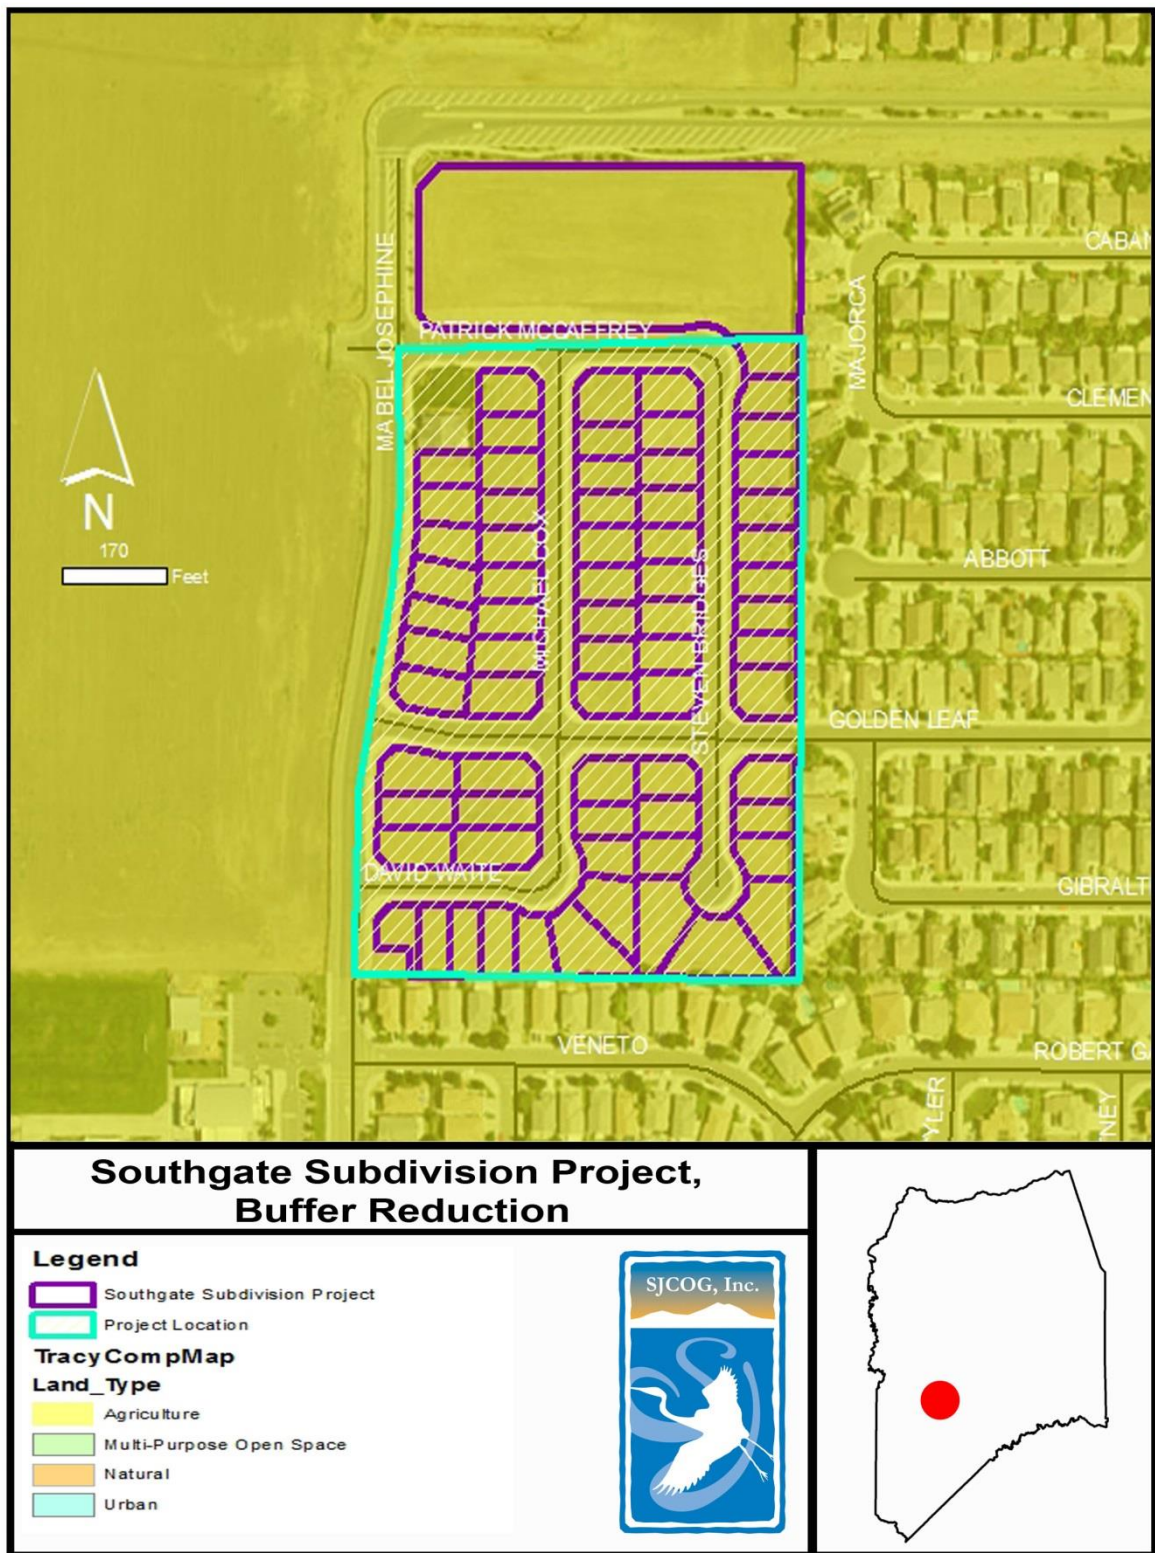 CABAN
MABEL JOSEPHINE
PATRICK MCCAFFREY
MAJORCA
CLEMEN
N
170
Feet
MICHAEL COX
STEVEN BRIDGES
ABBOTT
GOLDEN LEAF
DAVID WAITE
GIBRALT
VENETO
ROBERT G
YLER
NEY
Southgate Subdivision Project,
Buffer Reduction
Legend
Southgate Subdivision Project
Project Location
TracyCompMap
Land_Type
Agriculture
Multi-Purpose Open Space
Natural
Urban
SJCOG, Inc.